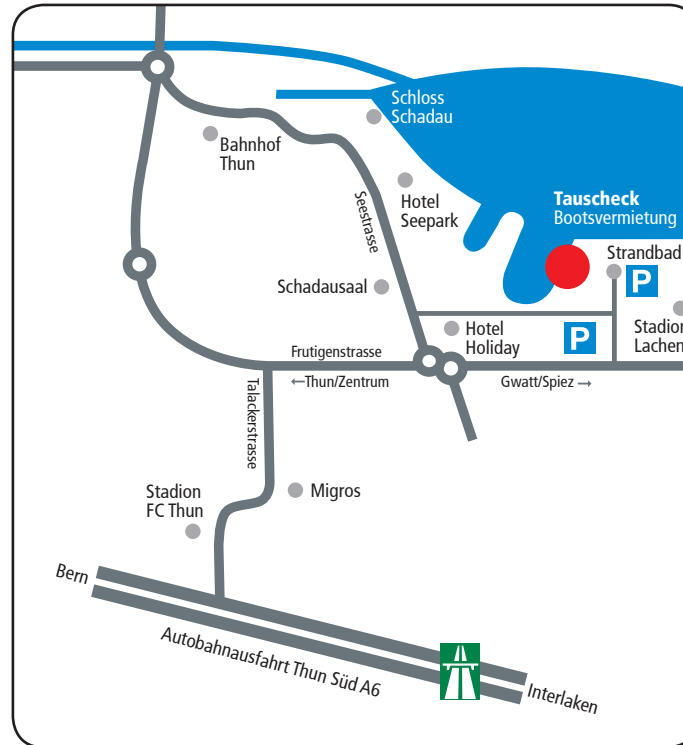 Schloss
Schadau
Bahnhof
Thun
Hotel
Seepark
Tauscheck
Bootsvermietung
Seestrasse
Strandbad
P
Schadausaal
Hotel
Holiday
P
Stadion
Lachen
Frutigenstrasse
←Thun/Zentrum
Gwatt/Spiez →
Talackerstrasse
Stadion
FC Thun
Migros
Bern
Autobahnausfahrt Thun Süd A6
Interlaken